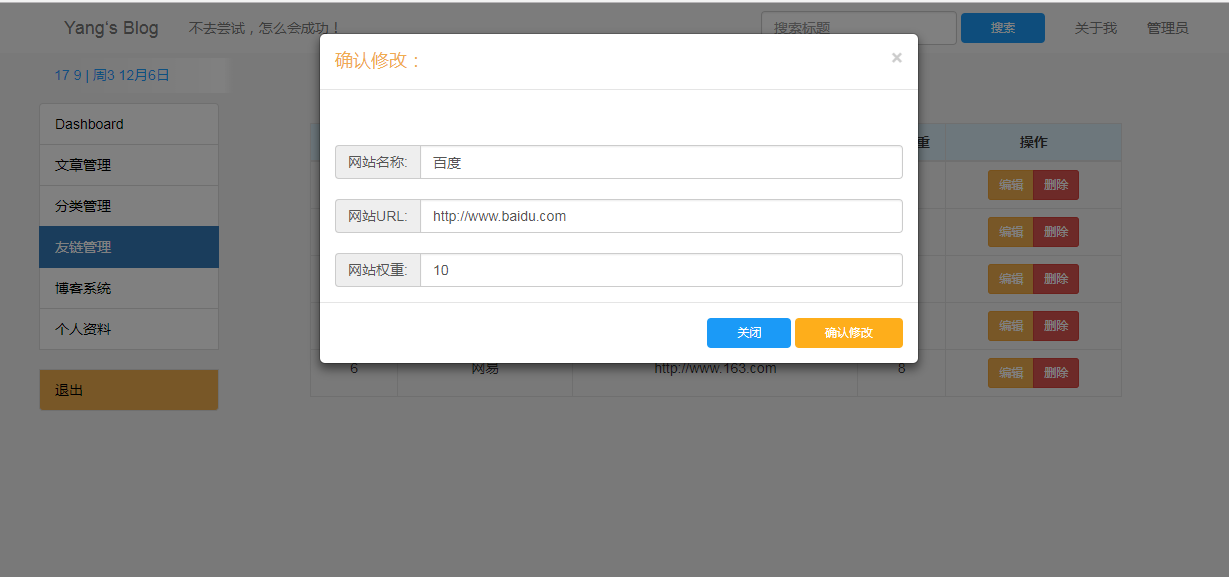 Yang‘s Blog 不去尝试，怎么会成功！ 搜索标题 搜索 关于我 管理员
17 9 | 周3 12月6日
Dashboard
文章管理
分类管理
友链管理
博客系统
个人资料
退出
确认修改： ×
网站名称: 百度
网站URL: http://www.baidu.com
网站权重: 10
关闭 确认修改
重 操作
编辑 删除
编辑 删除
编辑 删除
编辑 删除
6 网易 http://www.163.com 8 编辑 删除